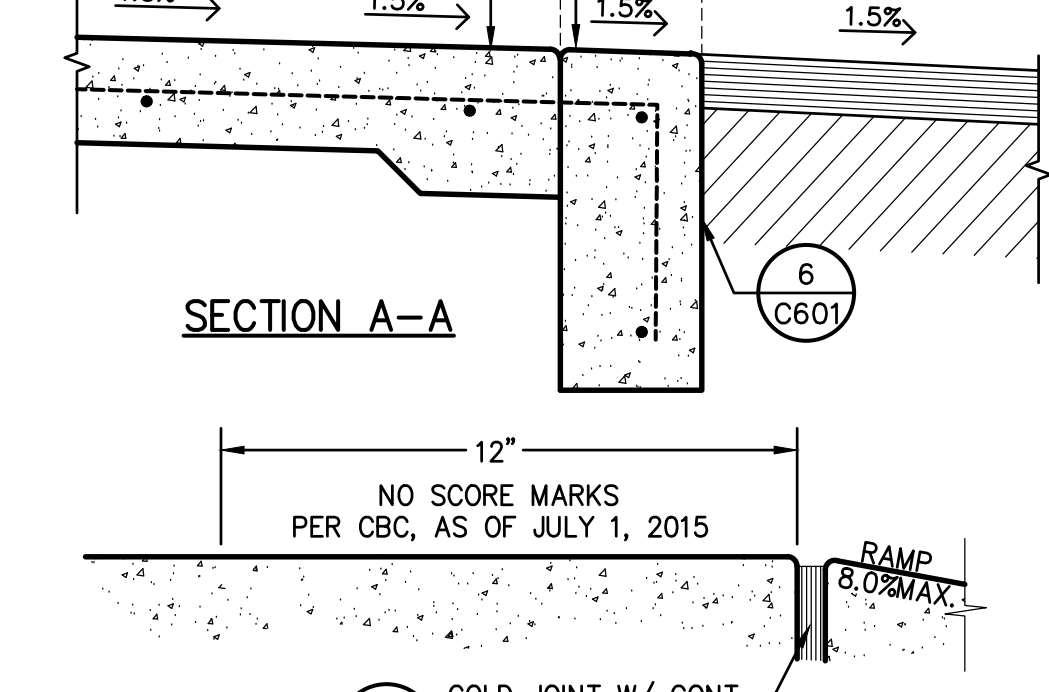 1.5%
1.5%
1.5%
6
C601
SECTION A-A
12"
NO SCORE MARKS
PER CBC, AS OF JULY 1, 2015
RAMP
8.0%MAX.
COLD JOINT W/ CONT